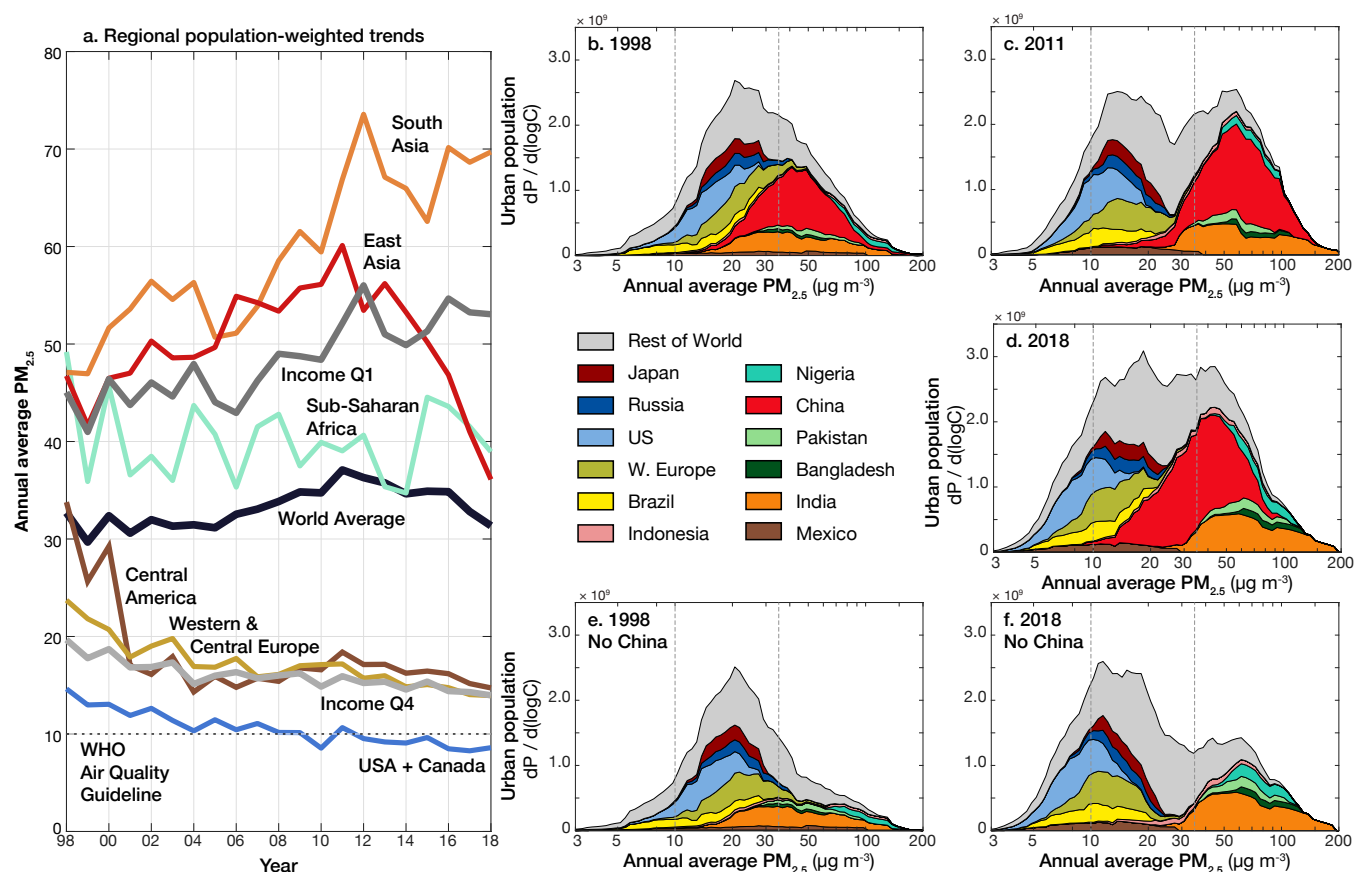 a. Regional population-weighted trends
80
70
60
50
40
30
20
10
0
98 00 02 04 06 08 10 12 14 16 18
Year
Annual average PM2.5
South
Asia
East
Asia
Income Q1
Sub-Saharan
Africa
World Average
Central
America
Western &
Central Europe
Income Q4
WHO
Air Quality
Guideline
USA + Canada
× 10⁹
b. 1998
Urban population
dP / d(logC)
3.0
2.0
1.0
0
3 5 10 20 30 50 100 200
Annual average PM2.5 (µg m-3)
× 10⁹
c. 2011
3.0
2.0
1.0
0
3 5 10 20 30 50 100 200
Annual average PM2.5 (µg m-3)
Rest of World
Japan
Russia
US
W. Europe
Brazil
Indonesia
Nigeria
China
Pakistan
Bangladesh
India
Mexico
× 10⁹
d. 2018
Urban population
dP / d(logC)
3.0
2.0
1.0
0
3 5 10 20 30 50 100 200
Annual average PM2.5 (µg m-3)
× 10⁹
e. 1998
No China
Urban population
dP / d(logC)
3.0
2.0
1.0
0
3 5 10 20 30 50 100 200
Annual average PM2.5 (µg m-3)
× 10⁹
f. 2018
No China
3.0
2.0
1.0
0
3 5 10 20 30 50 100 200
Annual average PM2.5 (µg m-3)